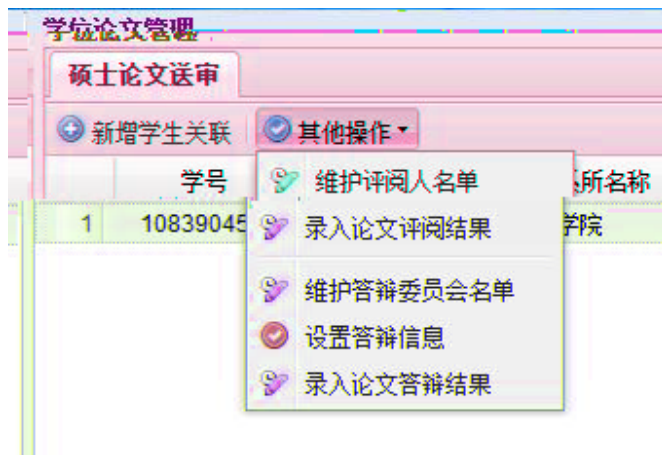 学位论文管理
硕士论文送审
新增学生关联 其他操作
学号 所名称
维护评阅人名单
1 10839045 学院
录入论文评阅结果
维护答辩委员会名单
设置答辩信息
录入论文答辩结果